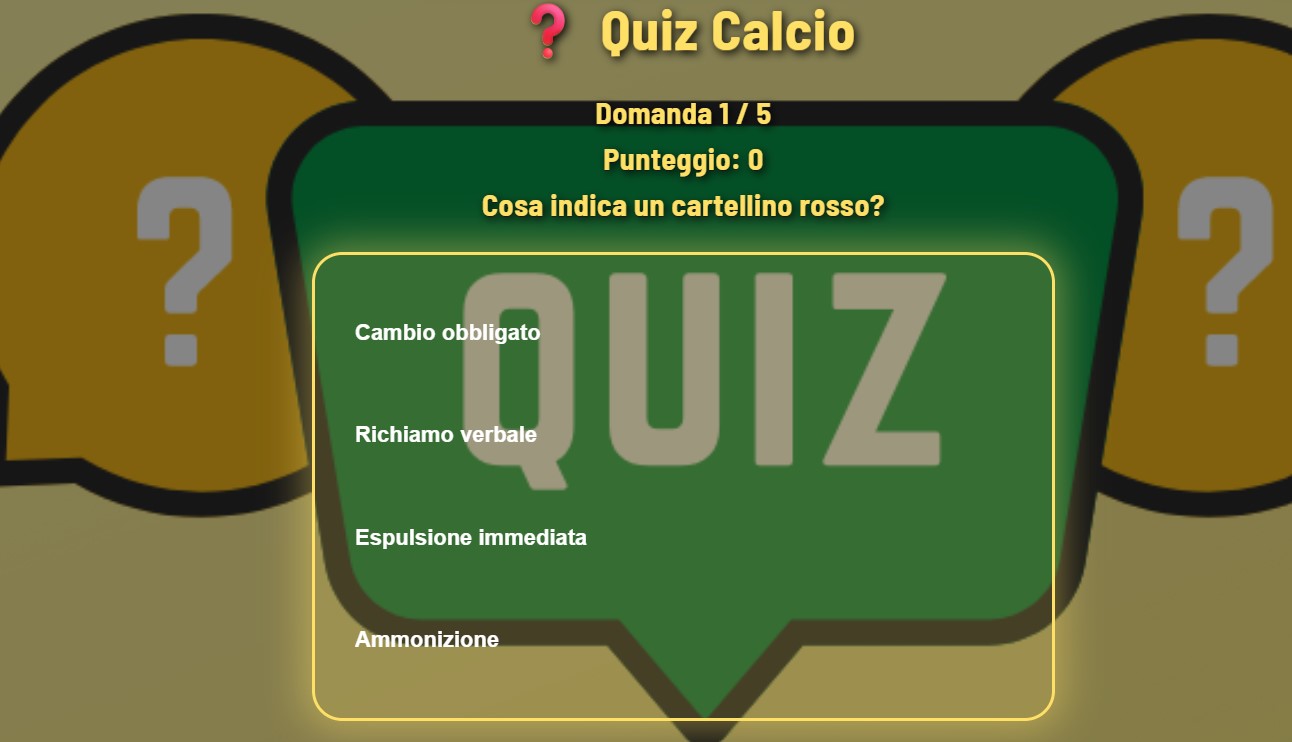 ❓ Quiz Calcio
Domanda 1 / 5
Punteggio: 0
Cosa indica un cartellino rosso?
? QUIZ ?
Cambio obbligato
Richiamo verbale
Espulsione immediata
Ammonizione